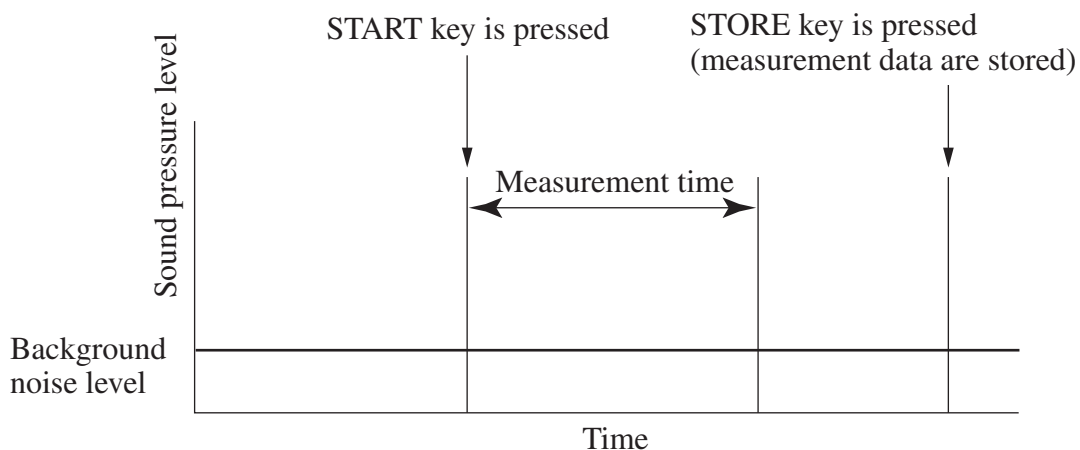 START key is pressed
STORE key is pressed
(measurement data are stored)
Sound pressure level
Measurement time
Background
noise level
Time